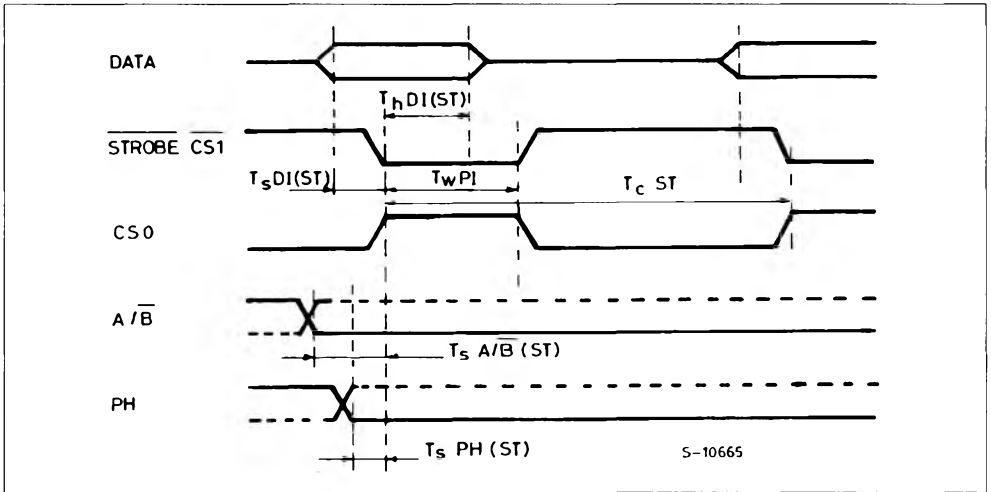 DATA
ThDI(ST)
STROBE CS1
TsDI(ST) TwPI
Tc ST
CS0
A/B
Ts A/B (ST)
PH
Ts PH (ST)
S-10665